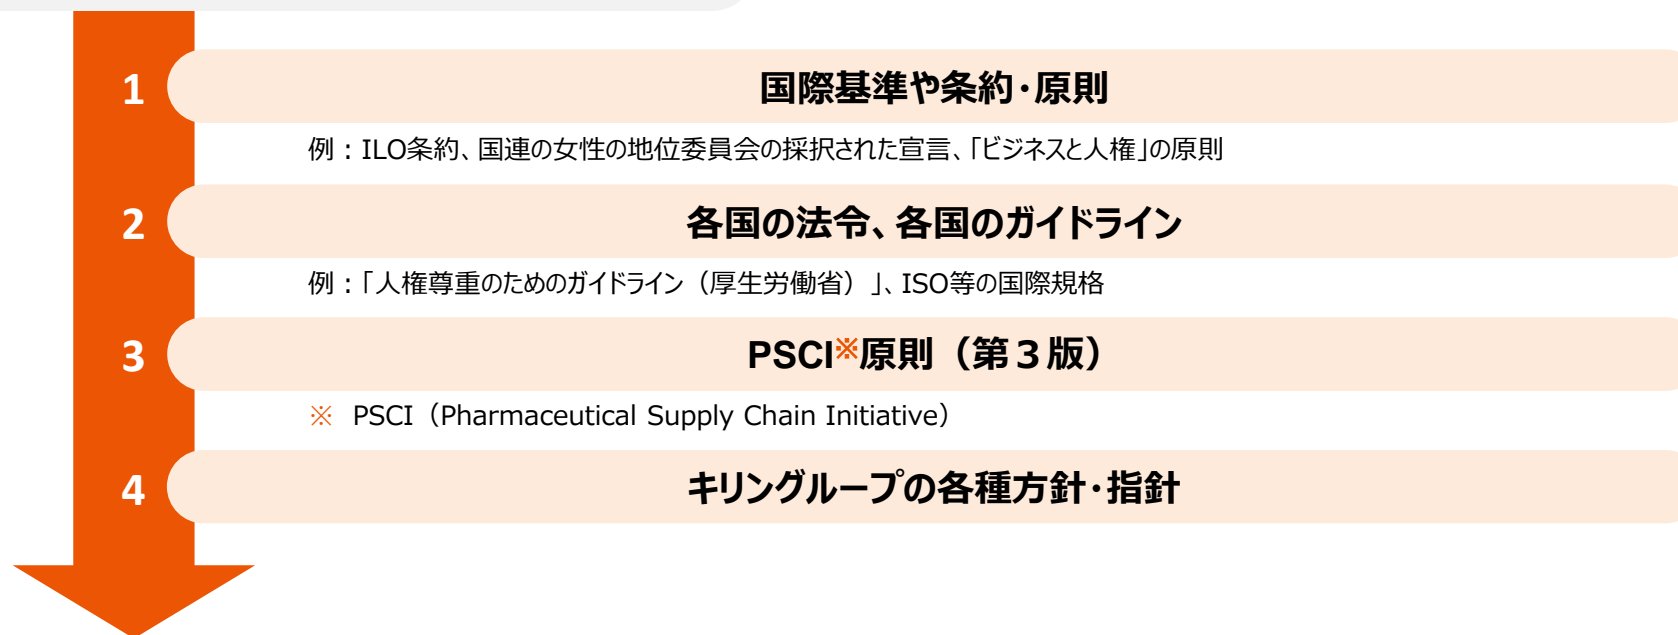 1
国際基準や条約・原則
例：ILO条約、国連の女性の地位委員会の採択された宣言、「ビジネスと人権」の原則
2
各国の法令、各国のガイドライン
例：「人権尊重のためのガイドライン（厚生労働省）」、ISO等の国際規格
3
PSCI※原則（第３版）
※ PSCI（Pharmaceutical Supply Chain Initiative）
4
キリングループの各種方針・指針